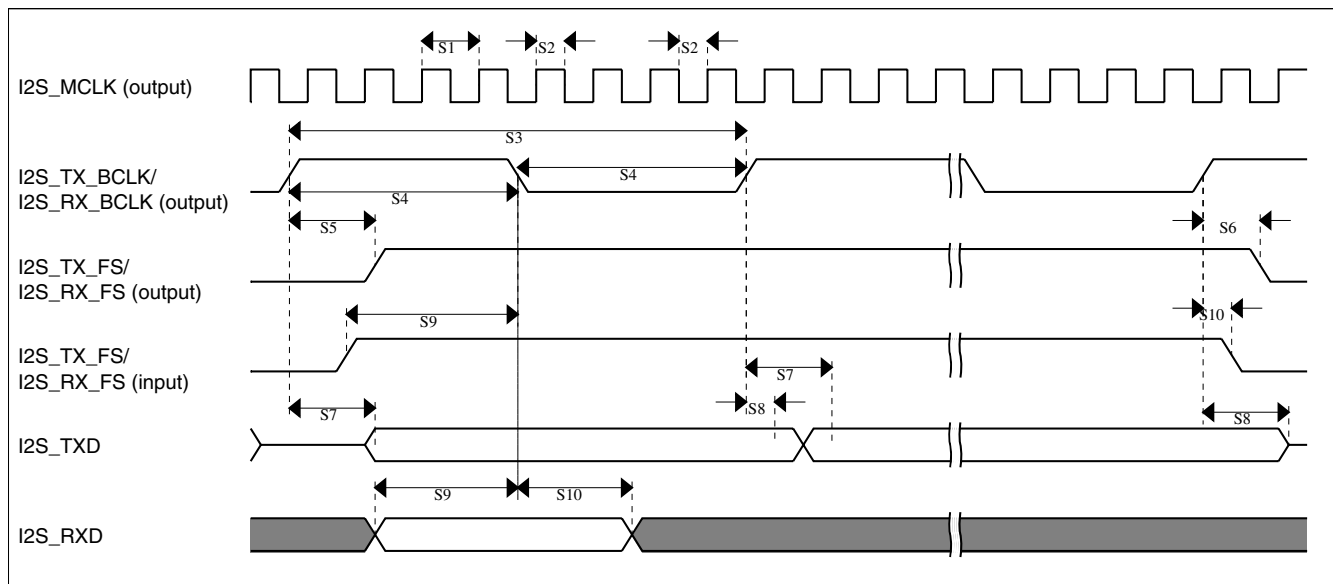 S1
S2
S2
I2S_MCLK (output)
S3
I2S_TX_BCLK/
I2S_RX_BCLK (output)
S4
S4
S5
S6
I2S_TX_FS/
I2S_RX_FS (output)
S9
S10
I2S_TX_FS/
I2S_RX_FS (input)
S7
S7
S8
S8
I2S_TXD
S9
S10
I2S_RXD